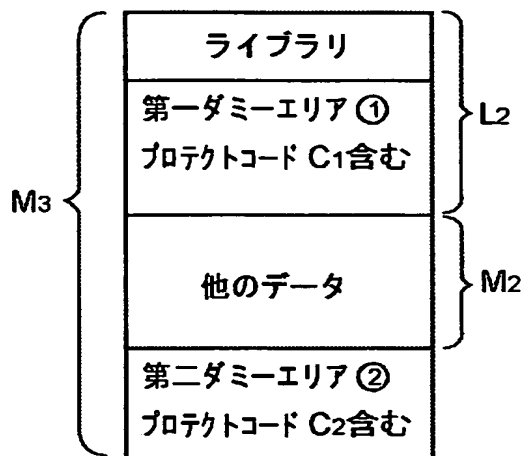 ライブラリ
第一ダミーエリア ①
プロテクトコード C1含む
L2
M3
他のデータ
M2
第二ダミーエリア ②
プロテクトコード C2含む